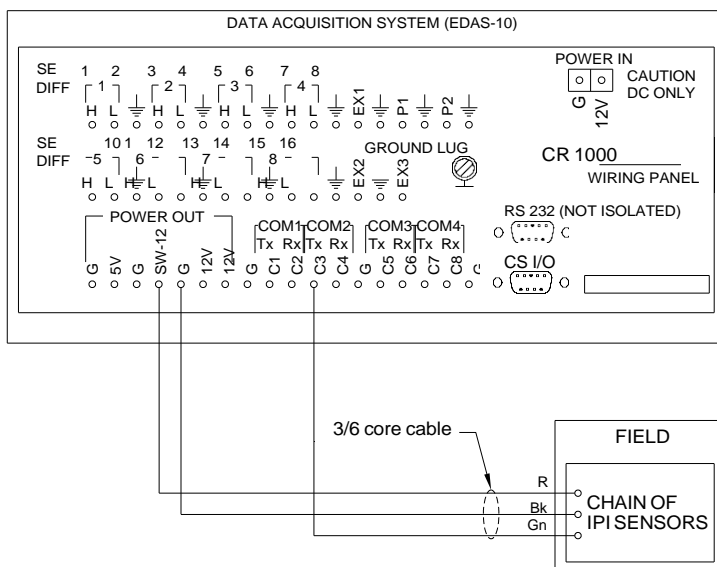 DATA ACQUISITION SYSTEM (EDAS-10)
POWER IN
SE 1 2 3 4 5 6 7 8
DIFF 1 2 3 4
CAUTION
DC ONLY
G 12V
H L H L H L H L EX1 P1 P2
SE 10 1 12 13 14 15 16
DIFF 5 6 7 8
GROUND LUG
CR 1000
WIRING PANEL
H L H L H L H L EX2 EX3
POWER OUT
COM1 COM2 COM3 COM4
Tx Rx Tx Rx Tx Rx Tx Rx
RS 232 (NOT ISOLATED)
G 5V G SW-12 G 12V 12V G C1 C2 C3 C4 G C5 C6 C7 C8
CS I/O
3/6 core cable
FIELD
R
Bk
Gn
CHAIN OF
IPI SENSORS